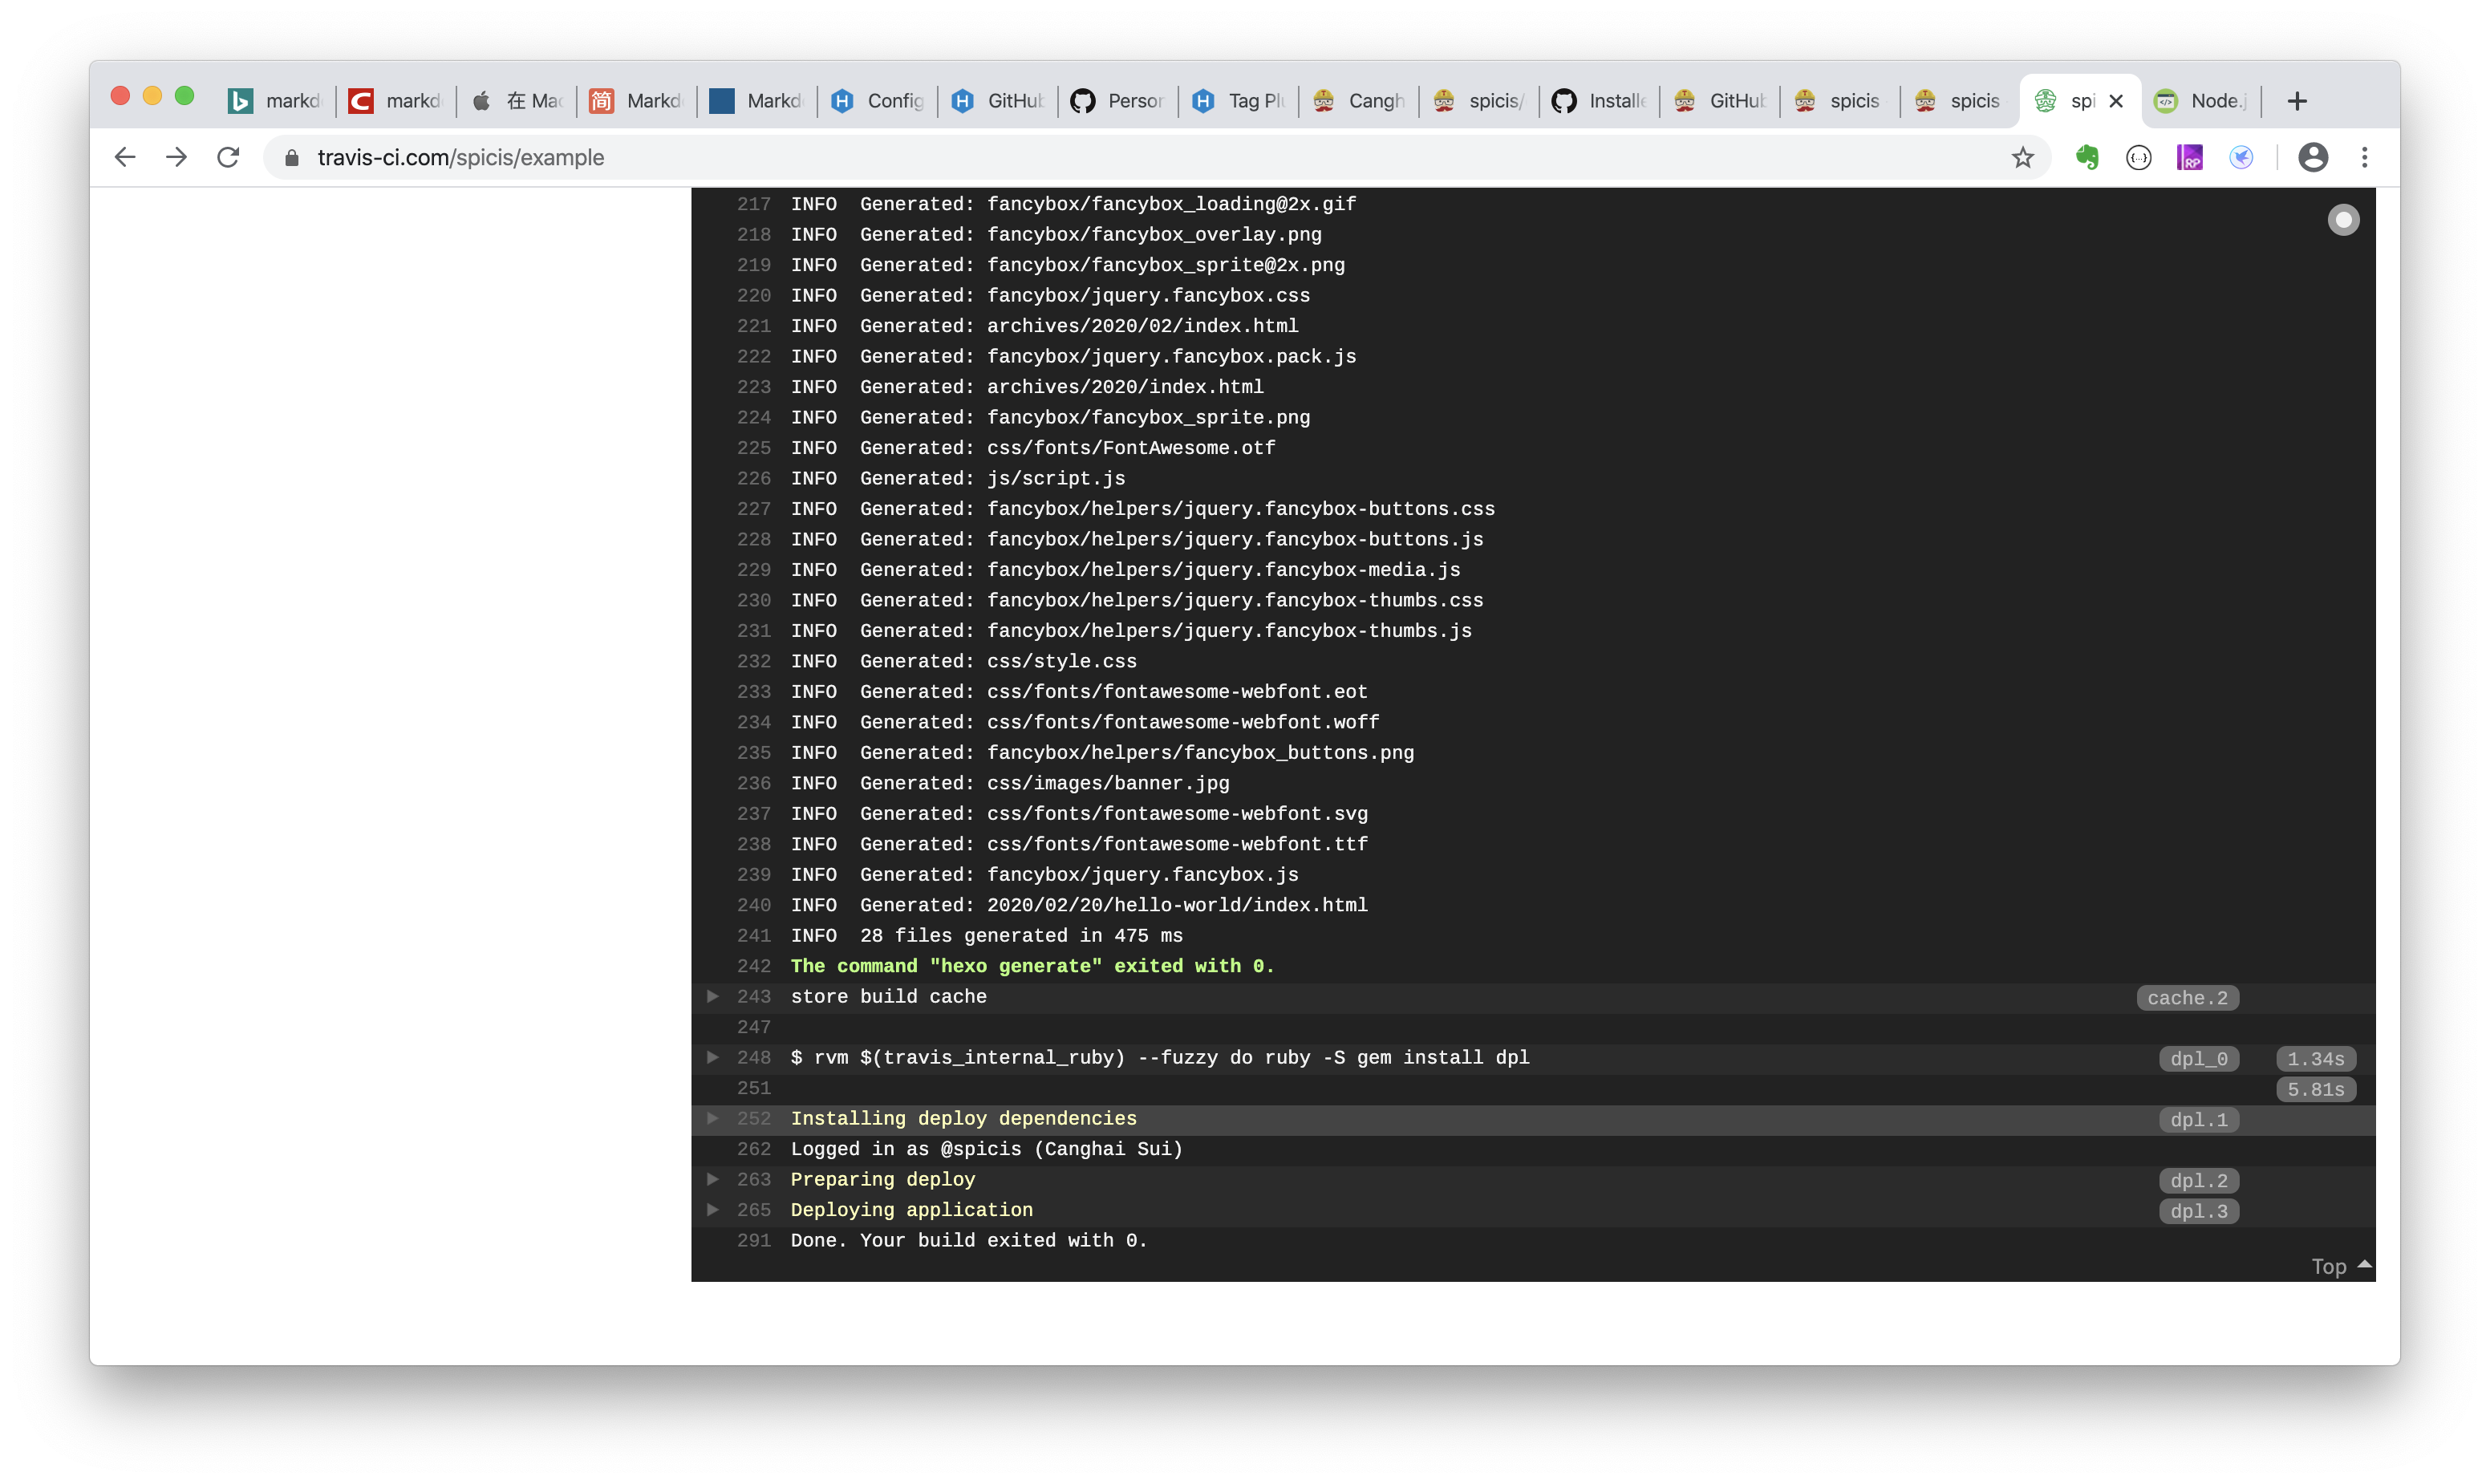 markd
markd
在 Mac
Markd
Markd
Config
GitHub
Person
Tag Plu
Cangh
spicis/
Installe
GitHub
spicis
spicis
spi
Node.j
travis-ci.com/spicis/example
217 INFO  Generated: fancybox/fancybox_loading@2x.gif
218 INFO  Generated: fancybox/fancybox_overlay.png
219 INFO  Generated: fancybox/fancybox_sprite@2x.png
220 INFO  Generated: fancybox/jquery.fancybox.css
221 INFO  Generated: archives/2020/02/index.html
222 INFO  Generated: fancybox/jquery.fancybox.pack.js
223 INFO  Generated: archives/2020/index.html
224 INFO  Generated: fancybox/fancybox_sprite.png
225 INFO  Generated: css/fonts/FontAwesome.otf
226 INFO  Generated: js/script.js
227 INFO  Generated: fancybox/helpers/jquery.fancybox-buttons.css
228 INFO  Generated: fancybox/helpers/jquery.fancybox-buttons.js
229 INFO  Generated: fancybox/helpers/jquery.fancybox-media.js
230 INFO  Generated: fancybox/helpers/jquery.fancybox-thumbs.css
231 INFO  Generated: fancybox/helpers/jquery.fancybox-thumbs.js
232 INFO  Generated: css/style.css
233 INFO  Generated: css/fonts/fontawesome-webfont.eot
234 INFO  Generated: css/fonts/fontawesome-webfont.woff
235 INFO  Generated: fancybox/helpers/fancybox_buttons.png
236 INFO  Generated: css/images/banner.jpg
237 INFO  Generated: css/fonts/fontawesome-webfont.svg
238 INFO  Generated: css/fonts/fontawesome-webfont.ttf
239 INFO  Generated: fancybox/jquery.fancybox.js
240 INFO  Generated: 2020/02/20/hello-world/index.html
241 INFO  28 files generated in 475 ms
242 The command "hexo generate" exited with 0.
243 store build cache cache.2
247
248 $ rvm $(travis_internal_ruby) --fuzzy do ruby -S gem install dpl dpl_0 1.34s
251 5.81s
252 Installing deploy dependencies dpl.1
262 Logged in as @spicis (Canghai Sui)
263 Preparing deploy dpl.2
265 Deploying application dpl.3
291 Done. Your build exited with 0.
Top